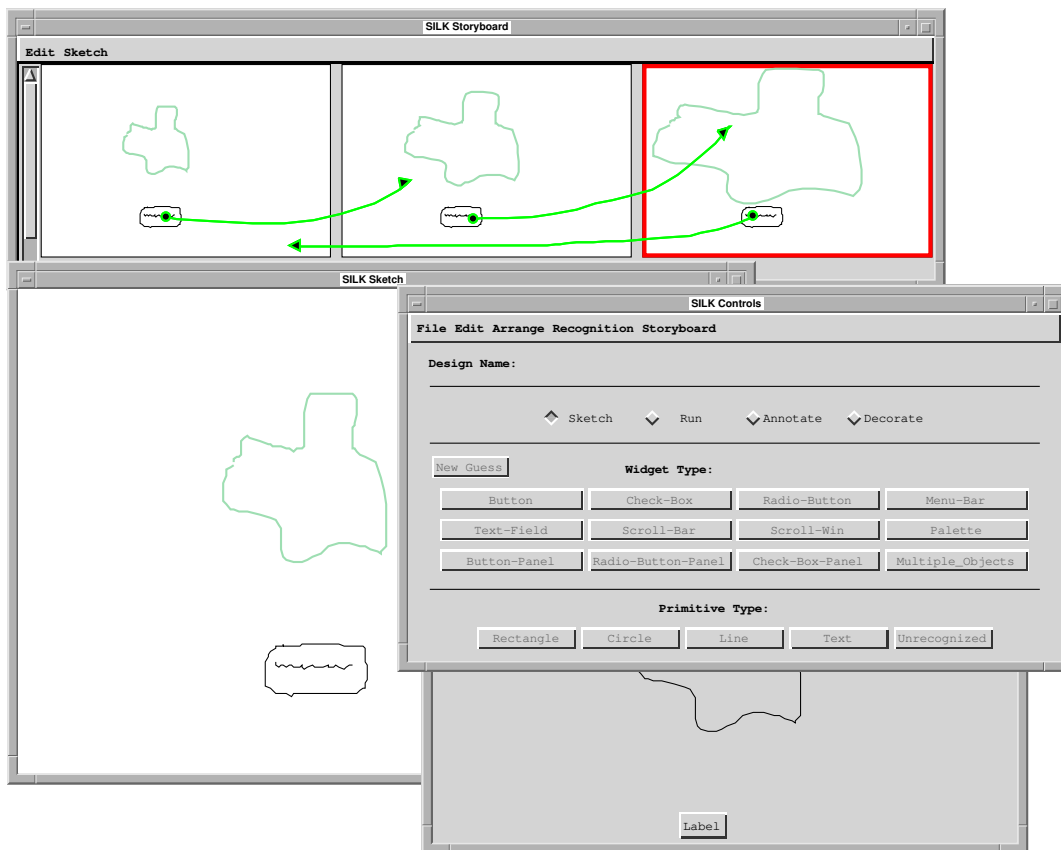 SILK Storyboard
Edit Sketch
SILK Sketch
SILK Controls
File Edit Arrange Recognition Storyboard
Design Name:
Sketch Run Annotate Decorate
New Guess Widget Type:
Button Check-Box Radio-Button Menu-Bar
Text-Field Scroll-Bar Scroll-Win Palette
Button-Panel Radio-Button-Panel Check-Box-Panel Multiple_Objects
Primitive Type:
Rectangle Circle Line Text Unrecognized
Label